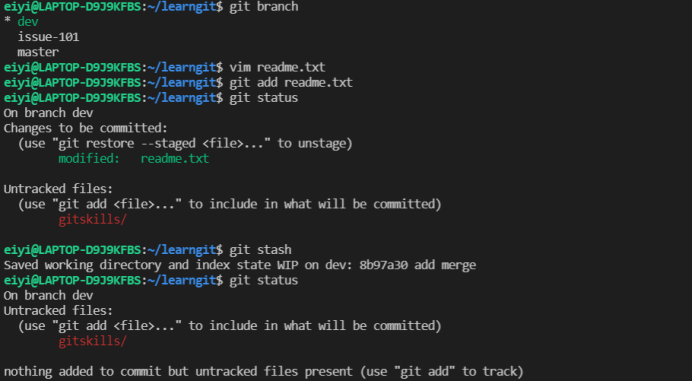 eiyi@LAPTOP-D9J9KFBS:~/learngit$ git branch
* dev
  issue-101
  master
eiyi@LAPTOP-D9J9KFBS:~/learngit$ vim readme.txt
eiyi@LAPTOP-D9J9KFBS:~/learngit$ git add readme.txt
eiyi@LAPTOP-D9J9KFBS:~/learngit$ git status
On branch dev
Changes to be committed:
  (use "git restore --staged <file>..." to unstage)
        modified:   readme.txt

Untracked files:
  (use "git add <file>..." to include in what will be committed)
        gitskills/

eiyi@LAPTOP-D9J9KFBS:~/learngit$ git stash
Saved working directory and index state WIP on dev: 8b97a30 add merge
eiyi@LAPTOP-D9J9KFBS:~/learngit$ git status
On branch dev
Untracked files:
  (use "git add <file>..." to include in what will be committed)
        gitskills/

nothing added to commit but untracked files present (use "git add" to track)